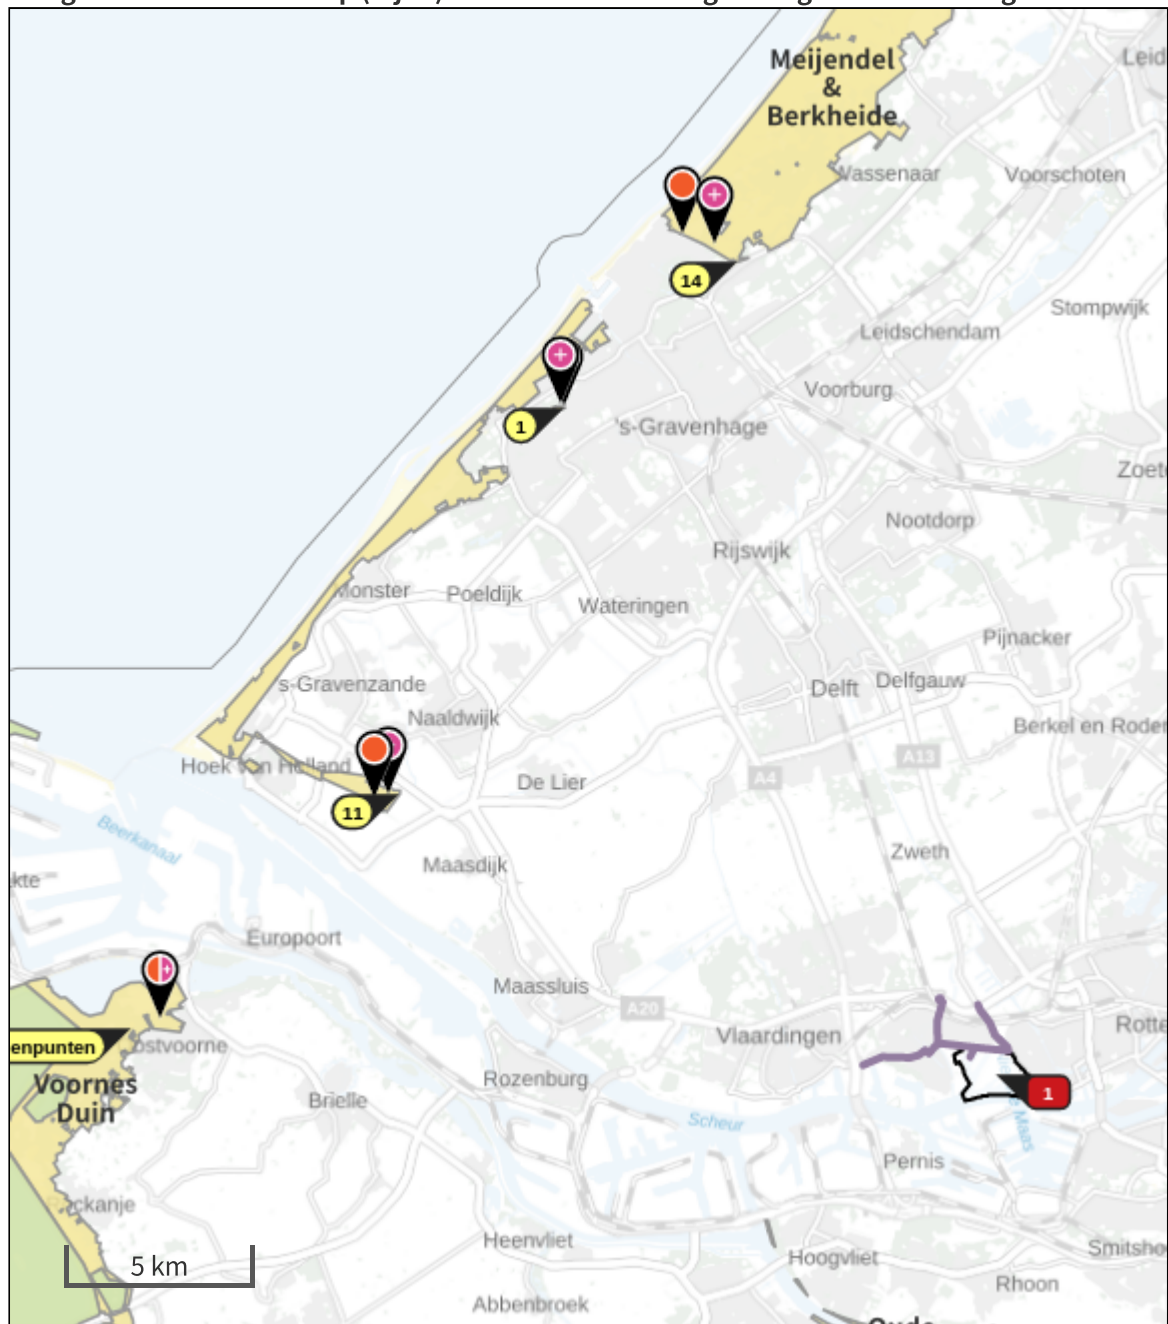 Meijendel
&
Berkheide
Leid
Wassenaar
Voorschoten
14
Stompwijk
Leidschendam
Voorburg
1
's-Gravenhage
Zoet
Nootdorp
Rijswijk
Monster
Poeldijk
Wateringen
Pijnacker
s-Gravenzande
Delft
Delfgauw
Naaldwijk
Berkel en Roder
Hoek van Holland
A13
A4
De Lier
11
Beerkanaal
Zweth
Maasdijk
kte
Europoort
Maassluis
A20
Vlaardingen
Rotte
enpunten
ostvoorne
Rozenburg
Voornes
Duin
Brielle
1
Scheur
Maas
Pernis
Rockanje
Heenvliet
Hoogvliet
Smitsho
5 km
Rhoon
Abbenbroek